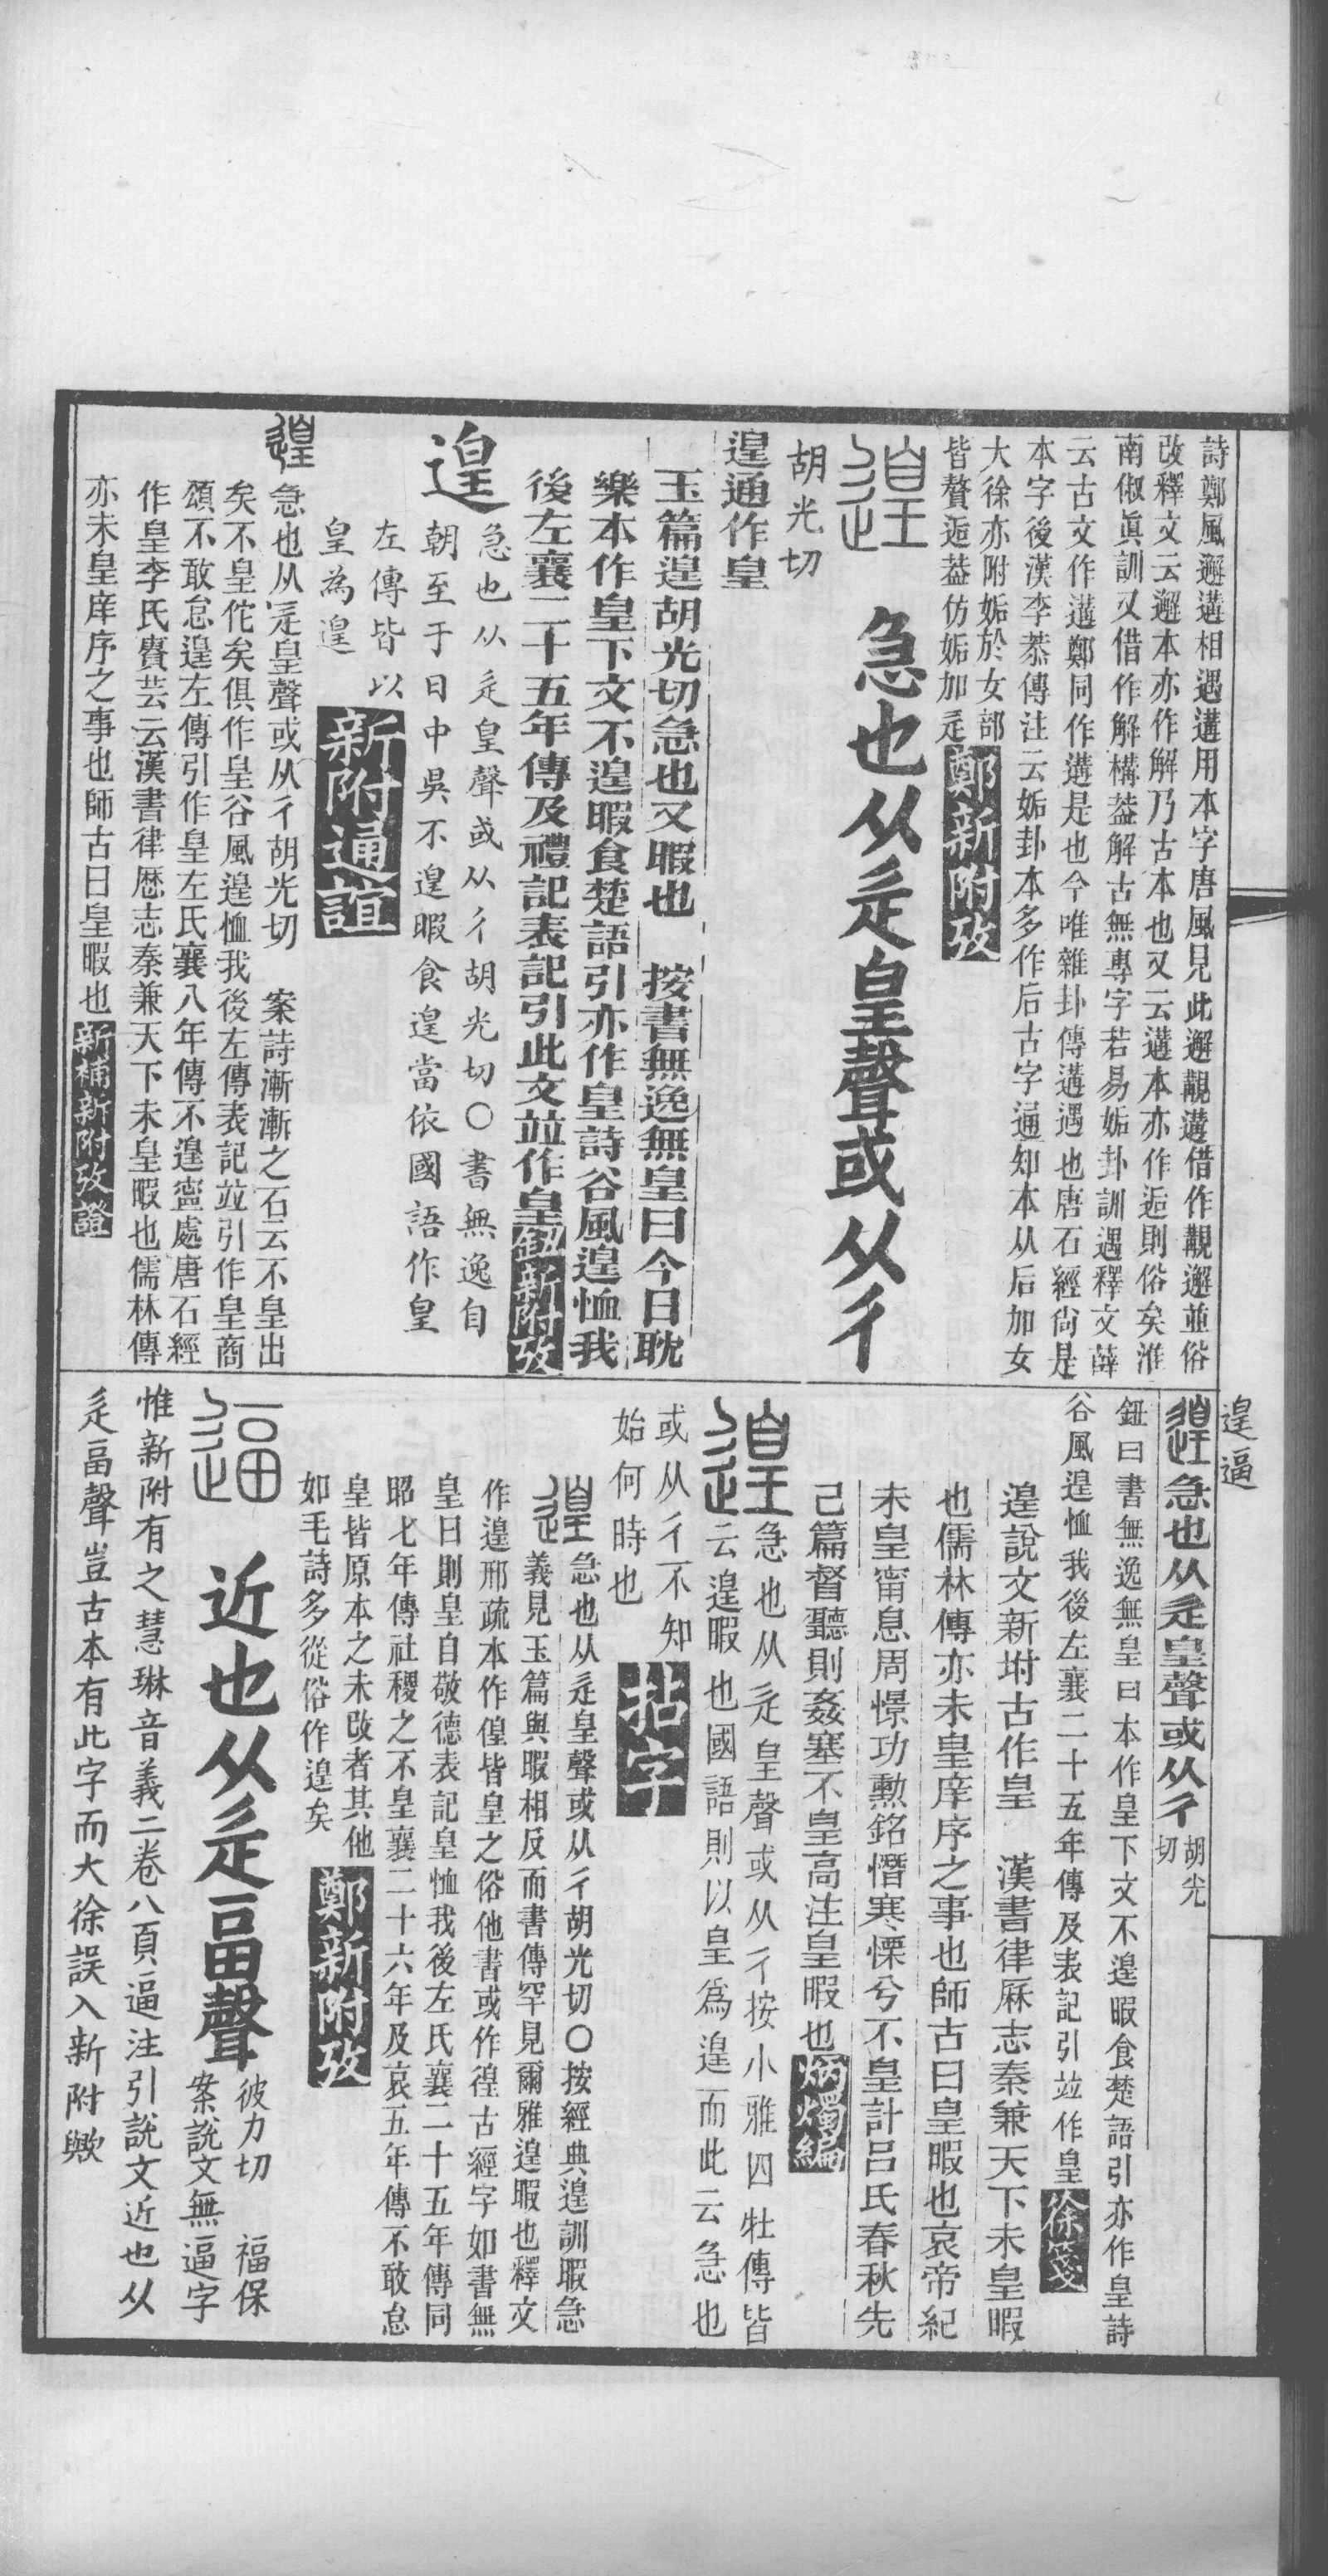 詩鄭風邂遘相遇遘用本字唐風見此邂覯遘借作覯邂並俗
改釋文云邂本亦作解乃古本也又云遘本亦作逅則俗矣淮
南俶眞訓又借作解構葢解古無專字若易姤卦訓遇釋文薛
云古文作遘鄭同作遘是也今唯雜卦傳遘遇也唐石經尙是
本字後漢李恭傳注云姤卦本多作后古字通知本从后加女
大徐亦附姤於女部
皆贅逅葢仿姤加辵鄭新附攷
遑 急也从辵皇聲或从彳
胡光切
遑通作皇
玉篇遑胡光切急也又暇也 按書無逸無皇曰今日耽
樂本作皇下文不遑暇食楚語引亦作皇詩谷風遑恤我
後左襄二十五年傳及禮記表記引此文竝作皇鈕新附攷
遑 急也从辵皇聲或从彳胡光切〇書無逸自
朝至于日中吳不遑暇食遑當依國語作皇
左傳皆以
皇為遑 新附通誼
遑急也从辵皇聲或从彳胡光切 案詩漸漸之石云不皇出
矣不皇佗矣俱作皇谷風遑恤我後左傳表記竝引作皇商
頌不敢怠遑左傳引作皇左氏襄八年傳不遑寧處唐石經
作皇李氏賡芸云漢書律歷志秦兼天下未皇暇也儒林傳
亦未皇庠序之事也師古曰皇暇也新補新附攷證
遑逼
遑急也从辵皇聲或从彳胡光切
鈕曰書無逸無皇曰本作皇下文不遑暇食楚語引亦作皇詩
谷風遑恤我後左襄二十五年傳及表記引竝作皇徐箋
遑說文新坿古作皇 漢書律厤志秦兼天下未皇暇
也儒林傳亦未皇庠序之事也師古曰皇暇也哀帝紀
未皇甯息周憬功勲銘憯寒慄兮不皇計呂氏春秋先
己篇督聽則姦塞不皇高注皇暇也炳燭編
遑急也从辵皇聲或从彳按小雅四牡傳皆
云遑暇也國語則以皇爲遑而此云急也
或从彳不知
始何時也 拈字
遑急也从辵皇聲或从彳胡光切〇按經典遑訓暇急
義見玉篇與暇相反而書傳罕見爾雅遑暇也釋文
作遑邢疏本作偟皆皇之俗他書或作徨古經字如書無
皇曰則皇自敬德表記皇恤我後左氏襄二十五年傳同
昭七年傳社稷之不皇襄二十六年及哀五年傳不敢怠
皇皆原本之未改者其他
如毛詩多從俗作遑矣 鄭新附攷
逼 近也从辵畐聲彼力切 福保
案說文無逼字
惟新附有之慧琳音義二卷八頁逼注引說文近也从
辵畐聲豈古本有此字而大徐誤入新附歟